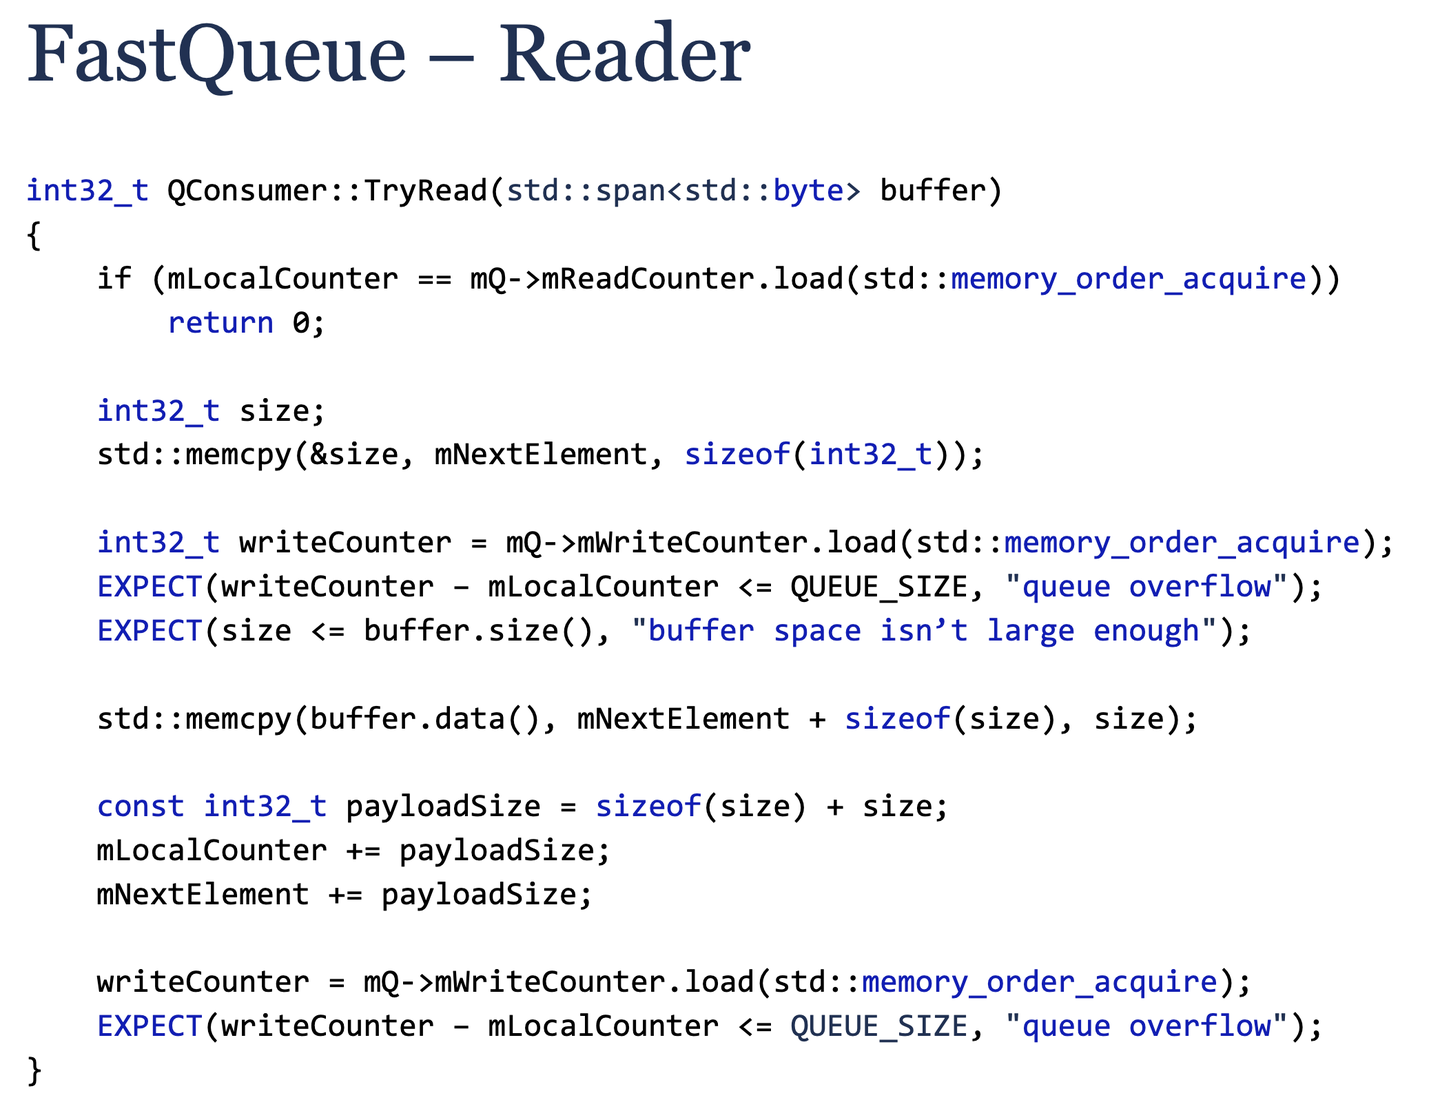 FastQueue – Reader
int32_t QConsumer::TryRead(std::span<std::byte> buffer)
{
    if (mLocalCounter == mQ->mReadCounter.load(std::memory_order_acquire))
        return 0;
    int32_t size;
    std::memcpy(&size, mNextElement, sizeof(int32_t));
    int32_t writeCounter = mQ->mWriteCounter.load(std::memory_order_acquire);
    EXPECT(writeCounter – mLocalCounter <= QUEUE_SIZE, "queue overflow");
    EXPECT(size <= buffer.size(), "buffer space isn’t large enough");
    std::memcpy(buffer.data(), mNextElement + sizeof(size), size);
    const int32_t payloadSize = sizeof(size) + size;
    mLocalCounter += payloadSize;
    mNextElement += payloadSize;
    writeCounter = mQ->mWriteCounter.load(std::memory_order_acquire);
    EXPECT(writeCounter – mLocalCounter <= QUEUE_SIZE, "queue overflow");
}